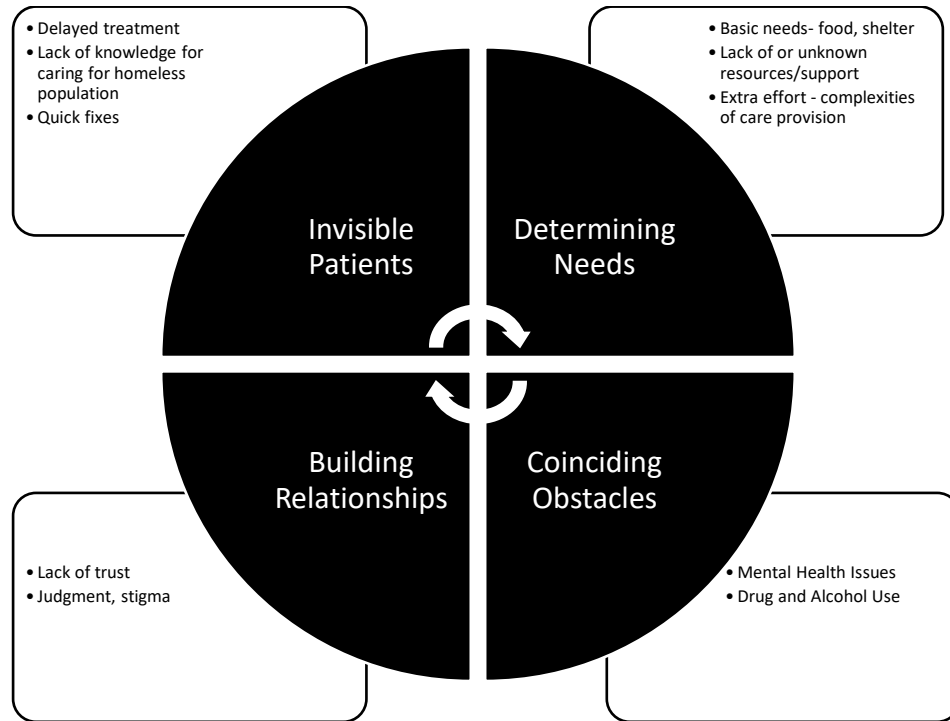 • Delayed treatment
• Lack of knowledge for
caring for homeless
population
• Quick fixes
• Basic needs- food, shelter
• Lack of or unknown
resources/support
• Extra effort - complexities
of care provision
Invisible
Patients
Determining
Needs
Building
Relationships
Coinciding
Obstacles
• Lack of trust
• Judgment, stigma
• Mental Health Issues
• Drug and Alcohol Use